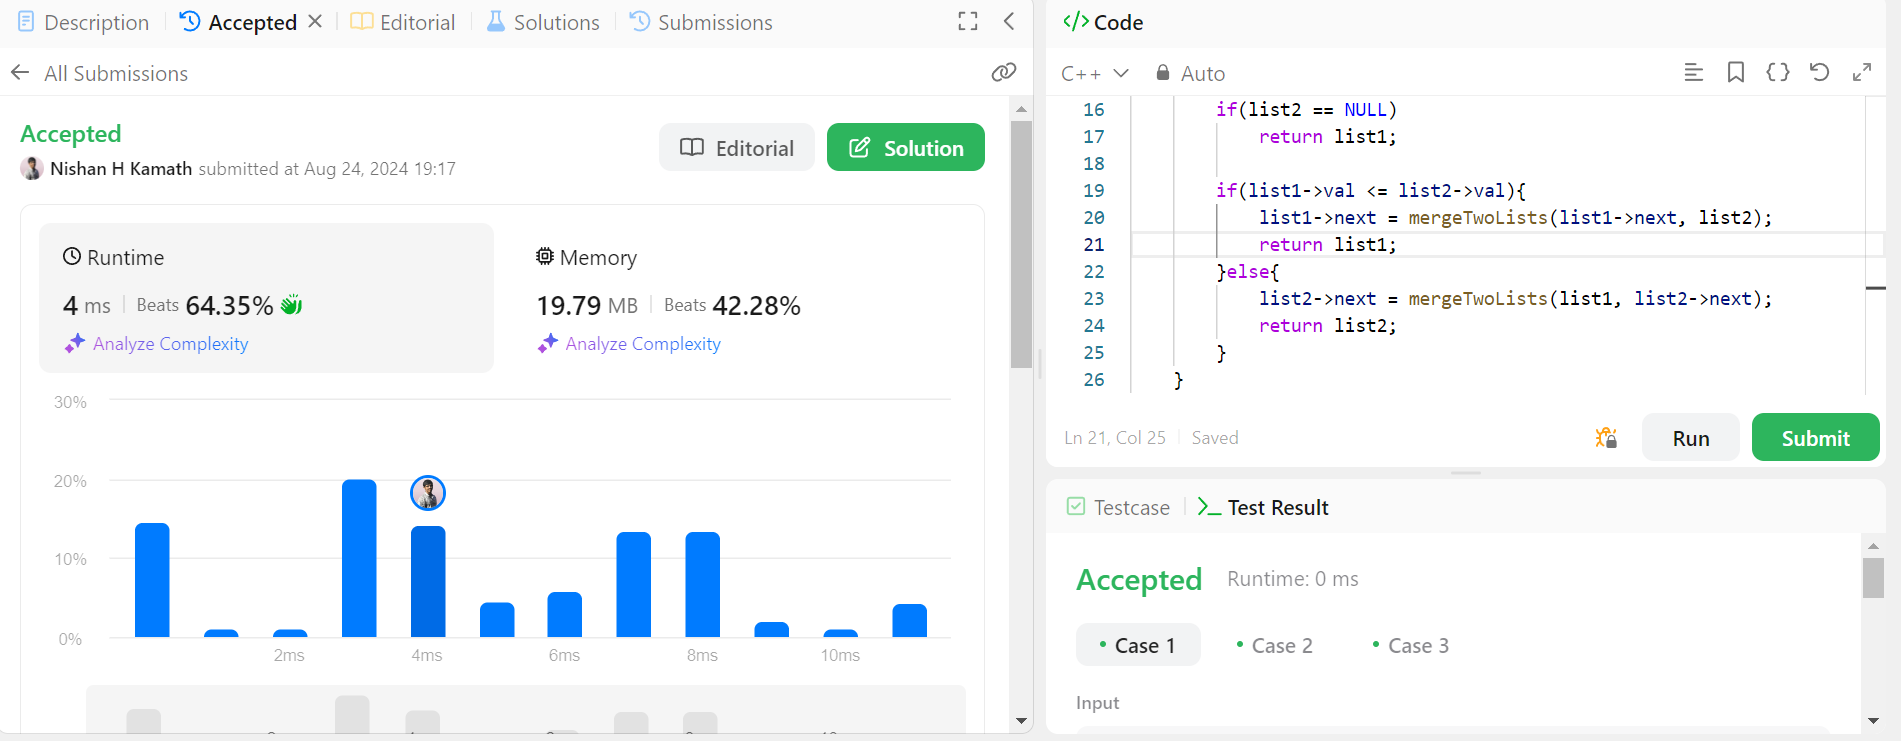 Description
Accepted
Editorial
Solutions
Submissions
All Submissions
Accepted
Nishan H Kamath submitted at Aug 24, 2024 19:17
Editorial
Solution
Runtime
4 ms
Beats 64.35%
Analyze Complexity
Memory
19.79 MB
Beats 42.28%
Analyze Complexity
30%
20%
10%
0%
2ms
4ms
6ms
8ms
10ms
</> Code
C++
Auto
16 if(list2 == NULL)
17 return list1;
18
19 if(list1->val <= list2->val){
20 list1->next = mergeTwoLists(list1->next, list2);
21 return list1;
22 }else{
23 list2->next = mergeTwoLists(list1, list2->next);
24 return list2;
25 }
26 }
Ln 21, Col 25
Saved
Run
Submit
Testcase
Test Result
Accepted
Runtime: 0 ms
Case 1
Case 2
Case 3
Input